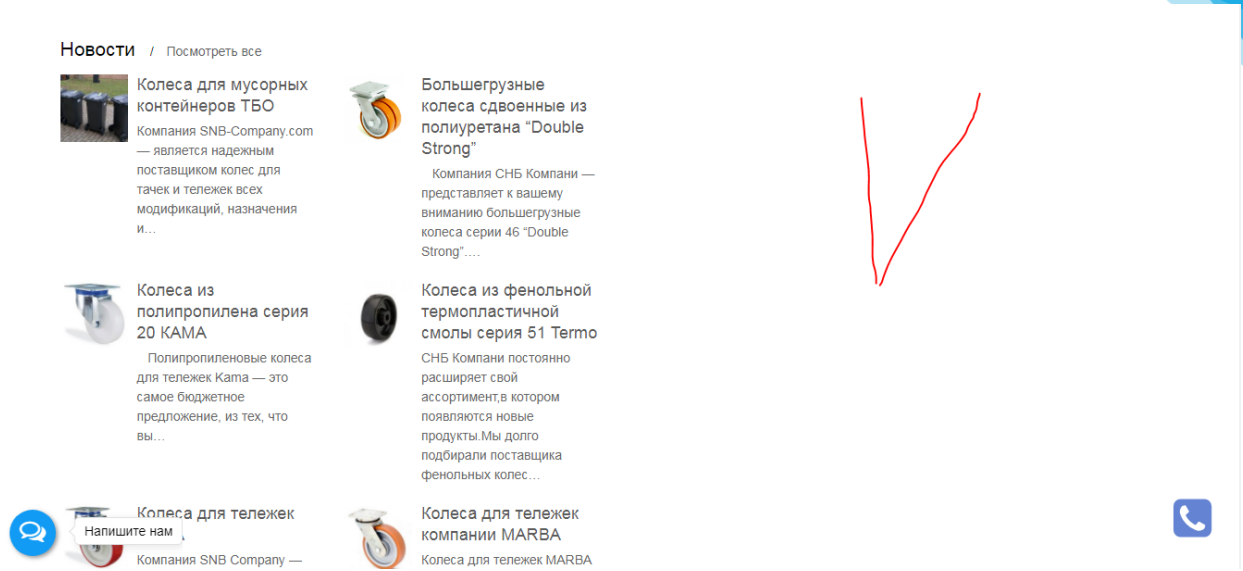 Новости / Посмотреть все
Колеса для мусорных
контейнеров ТБО
Компания SNB-Company.com
— является надежным
поставщиком колес для
тачек и тележек всех
модификаций, назначения
и…
Большегрузные
колеса сдвоенные из
полиуретана “Double
Strong”
Компания СНБ Компани —
представляет к вашему
вниманию большегрузные
колеса серии 46 “Double
Strong”.…
Колеса из
полипропилена серия
20 КАМА
Полипропиленовые колеса
для тележек Kama — это
самое бюджетное
предложение, из тех, что
вы…
Колеса из фенольной
термопластичной
смолы серия 51 Termo
СНБ Компани постоянно
расширяет свой
ассортимент,в котором
появляются новые
продукты.Мы долго
подбирали поставщика
фенольных колес…
Колеса для тележек
Компания SNB Company —
Колеса для тележек
компании MARBA
Колеса для тележек MARBA
Напишите нам